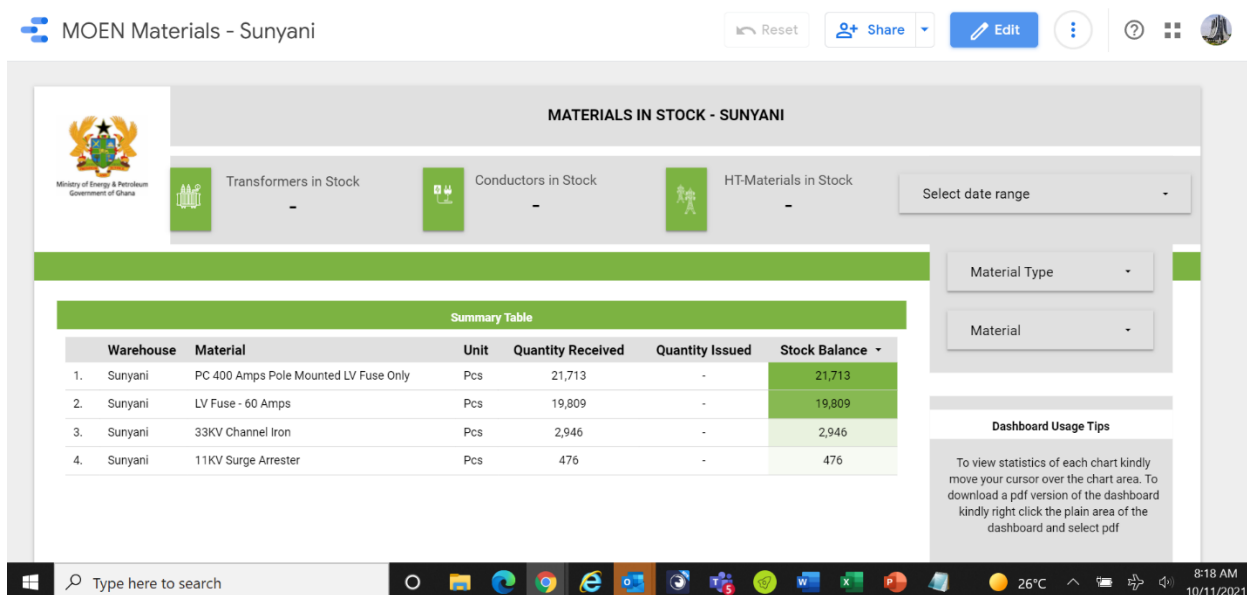 MOEN Materials - Sunyani
Reset
Share
Edit
MATERIALS IN STOCK - SUNYANI
Ministry of Energy & Petroleum
Government of Ghana
Transformers in Stock
-
Conductors in Stock
-
HT-Materials in Stock
-
Select date range
Material Type
Material
Summary Table
Warehouse Material Unit Quantity Received Quantity Issued Stock Balance
1. Sunyani PC 400 Amps Pole Mounted LV Fuse Only Pcs 21,713 - 21,713
2. Sunyani LV Fuse - 60 Amps Pcs 19,809 - 19,809
3. Sunyani 33KV Channel Iron Pcs 2,946 - 2,946
4. Sunyani 11KV Surge Arrester Pcs 476 - 476
Dashboard Usage Tips
To view statistics of each chart kindly
move your cursor over the chart area. To
download a pdf version of the dashboard
kindly right click the plain area of the
dashboard and select pdf
Type here to search
26°C
8:18 AM
10/11/2021